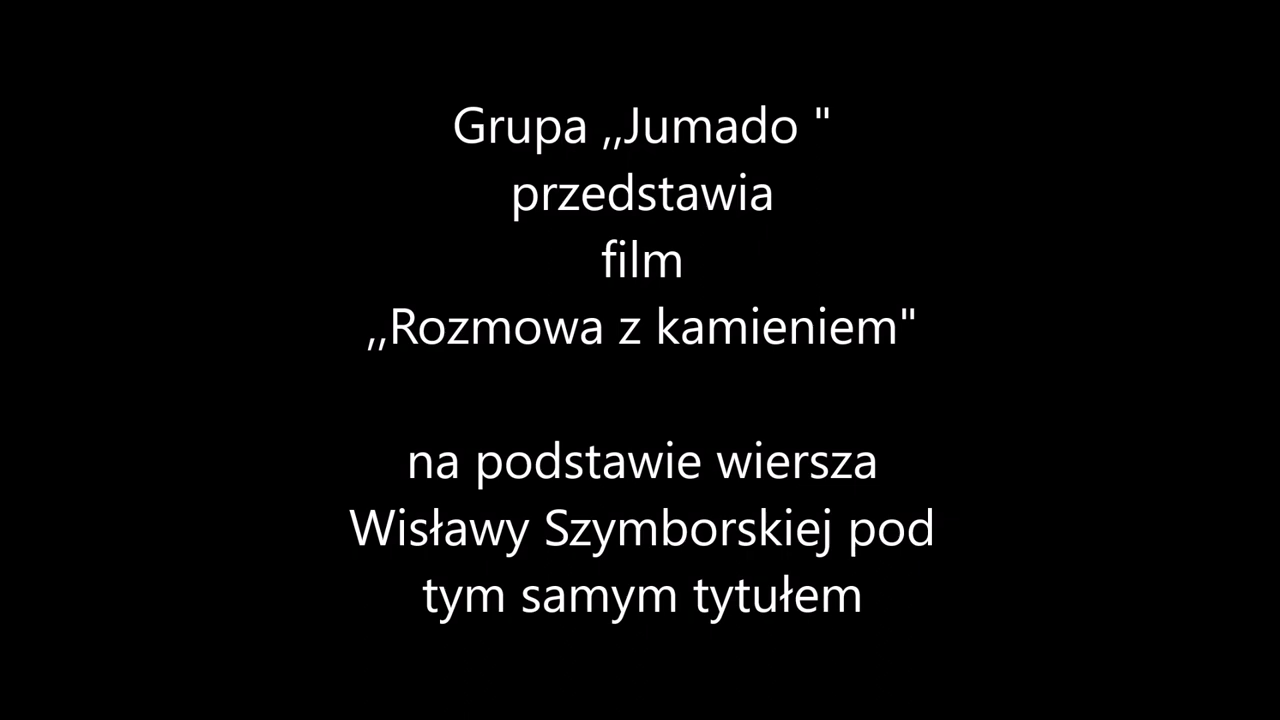 Grupa ,,Jumado "
przedstawia
film
,,Rozmowa z kamieniem"
na podstawie wiersza
Wisławy Szymborskiej pod
tym samym tytułem